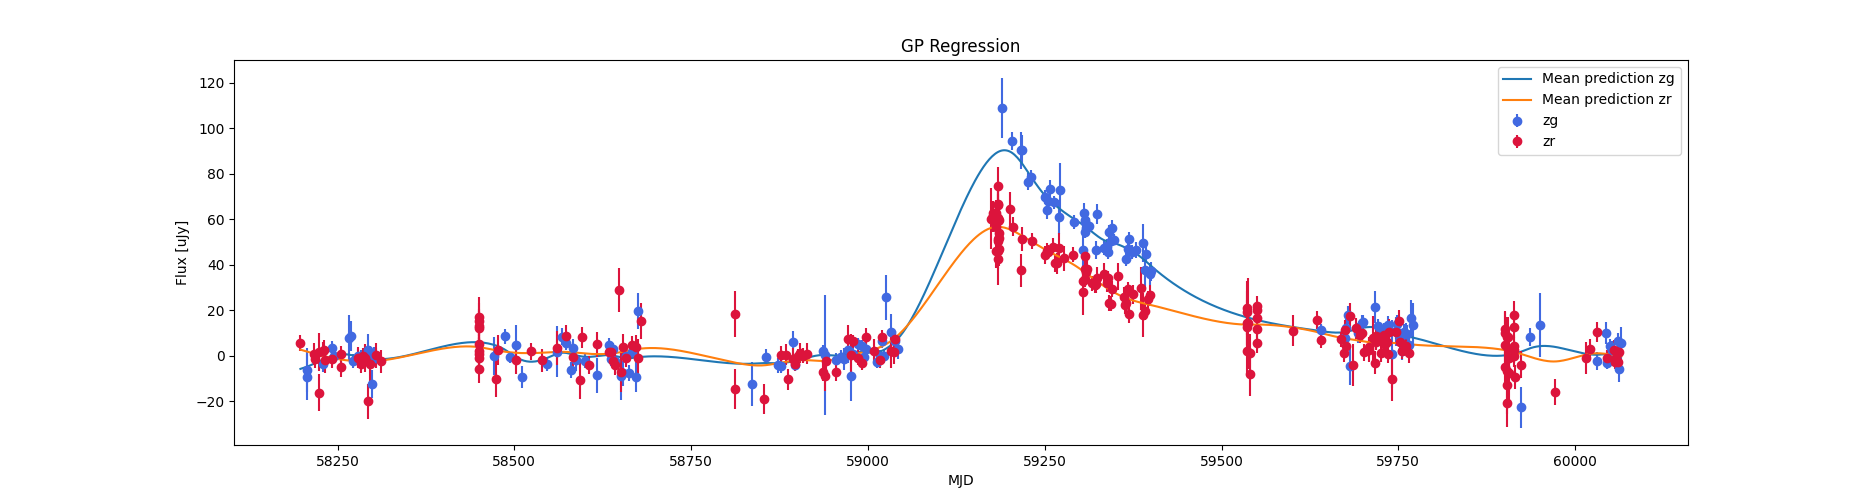 GP Regression
120
100
80
60
40
20
0
−20
Flux [uJy]
58250
58500
58750
59000
59250
59500
59750
60000
MJD
Mean prediction zg
Mean prediction zr
zg
zr